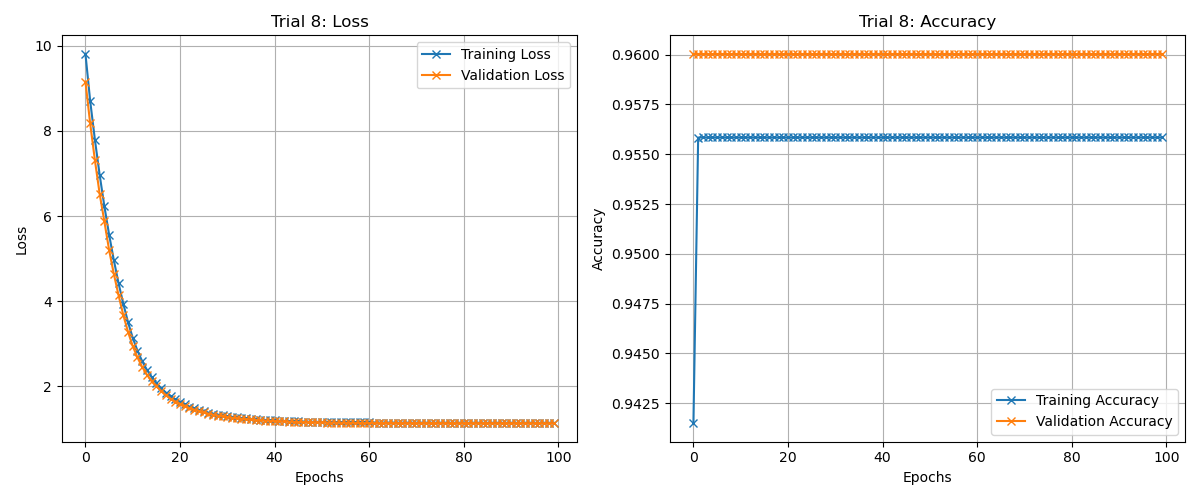 Trial 8: Loss
10
8
6
4
2
Loss
0 20 40 60 80 100
Epochs
Training Loss
Validation Loss
Trial 8: Accuracy
0.9600
0.9575
0.9550
0.9525
0.9500
0.9475
0.9450
0.9425
Accuracy
0 20 40 60 80 100
Epochs
Training Accuracy
Validation Accuracy